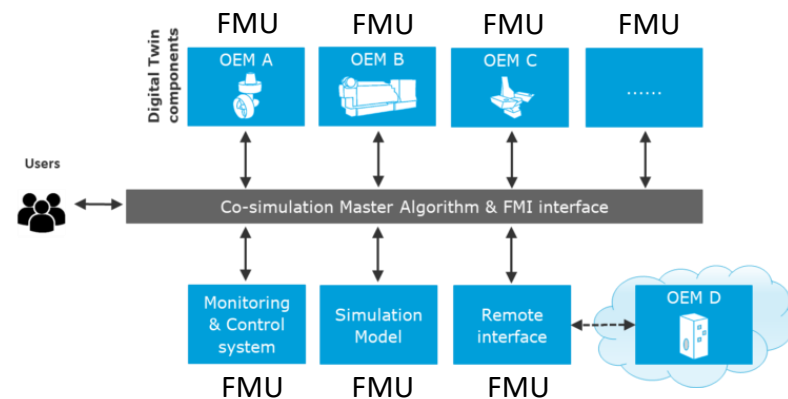 FMU FMU FMU FMU
Digital Twin
components
OEM A
OEM B
OEM C
......
Users
Co-simulation Master Algorithm & FMI interface
Monitoring
& Control
system
Simulation
Model
Remote
interface
OEM D
FMU FMU FMU